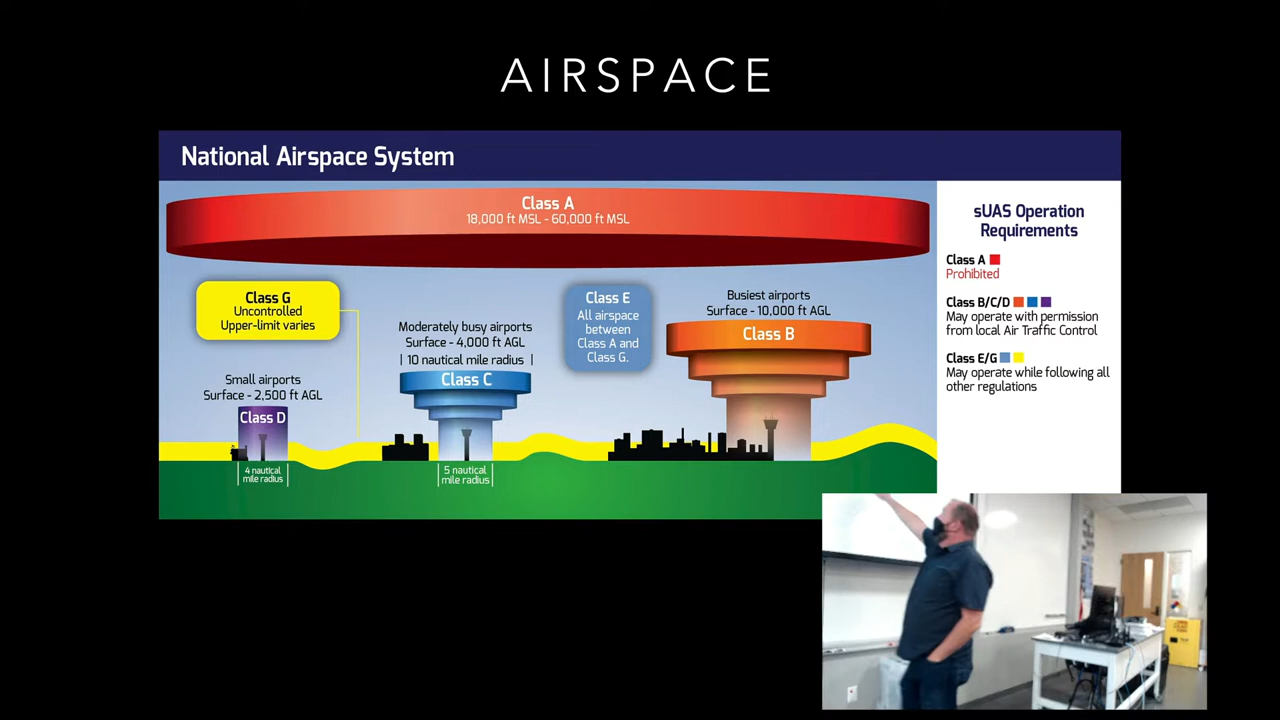 AIRSPACE
National Airspace System
Class A
18,000 ft MSL - 60,000 ft MSL
Class G
Uncontrolled
Upper-limit varies
Class E
All airspace
between
Class A and
Class G.
Busiest airports
Surface - 10,000 ft AGL
Class B
Moderately busy airports
Surface - 4,000 ft AGL
| 10 nautical mile radius |
Class C
Small airports
Surface - 2,500 ft AGL
Class D
4 nautical
mile radius
5 nautical
mile radius
sUAS Operation
Requirements
Class A
Prohibited
Class B/C/D
May operate with permission
from local Air Traffic Control
Class E/G
May operate while following all
other regulations